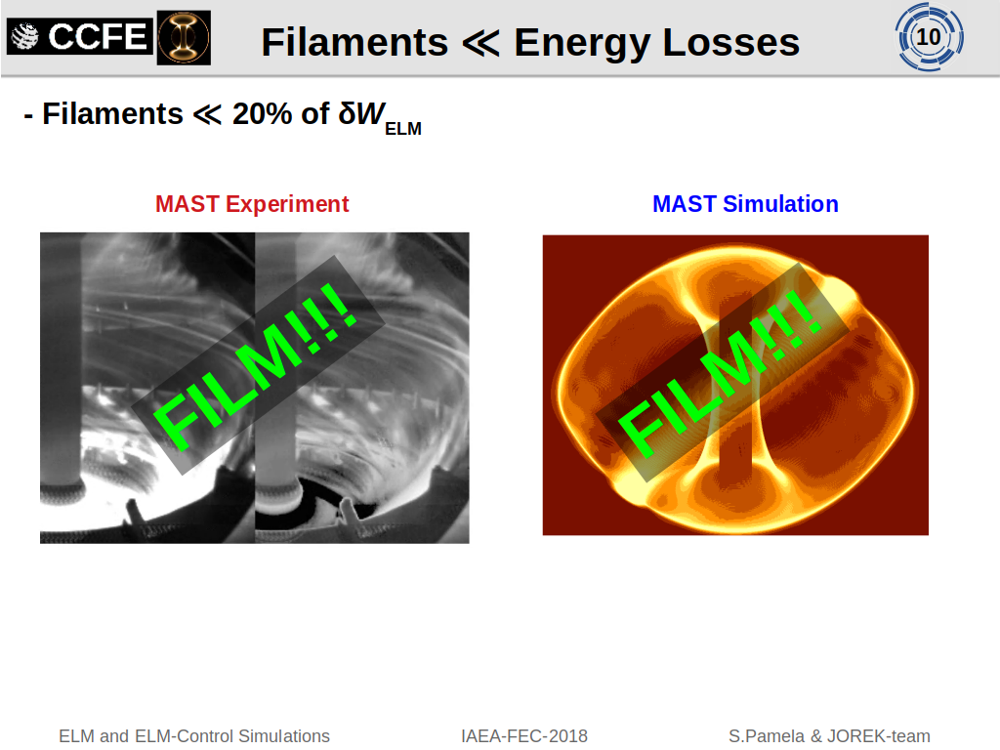 CCFE
Filaments ≪ Energy Losses
10
- Filaments ≪ 20% of δW_ELM
MAST Experiment
MAST Simulation
FILM!!!
FILM!!!
ELM and ELM-Control Simulations
IAEA-FEC-2018
S.Pamela & JOREK-team